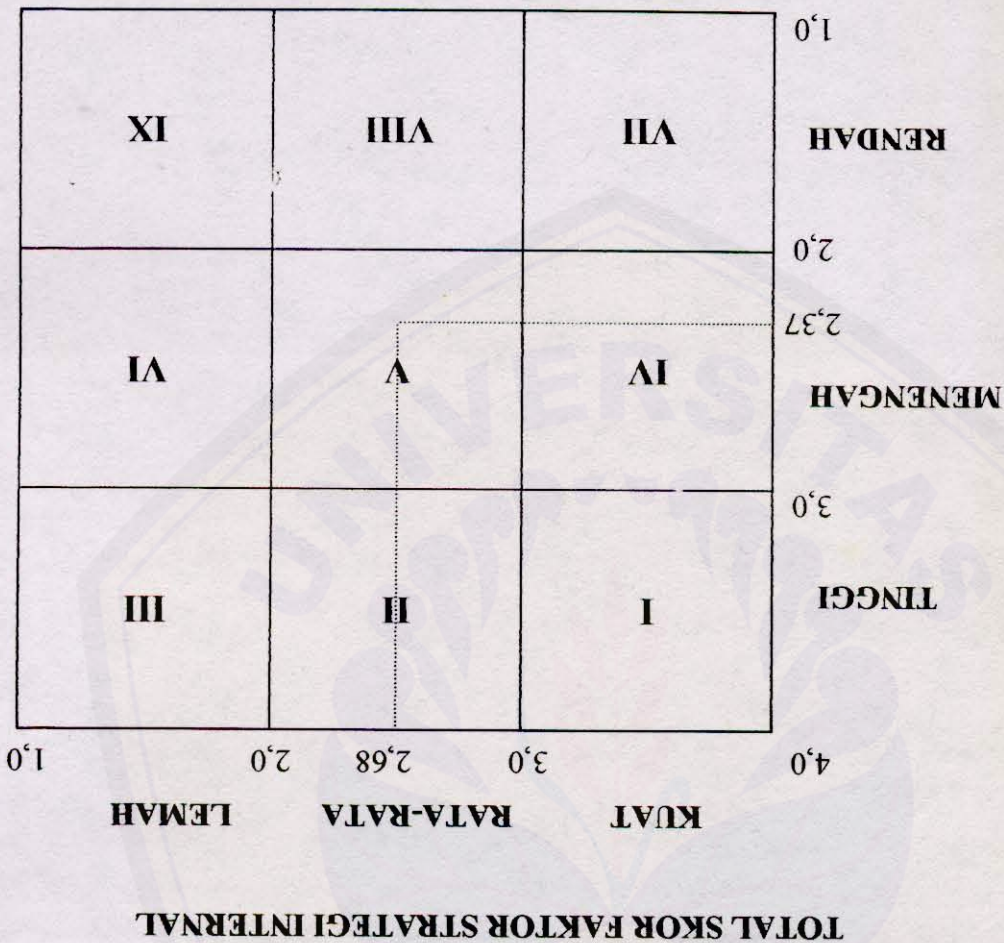 TOTAL SKOR FAKTOR STRATEGI INTERNAL
KUAT RATA-RATA LEMAH
4,0 3,0 2,68 2,0 1,0
TINGGI I II III
3,0
MENENGAH IV V VI
2,37
2,0
RENDAH VII VIII IX
1,0
UNIVERSITAS